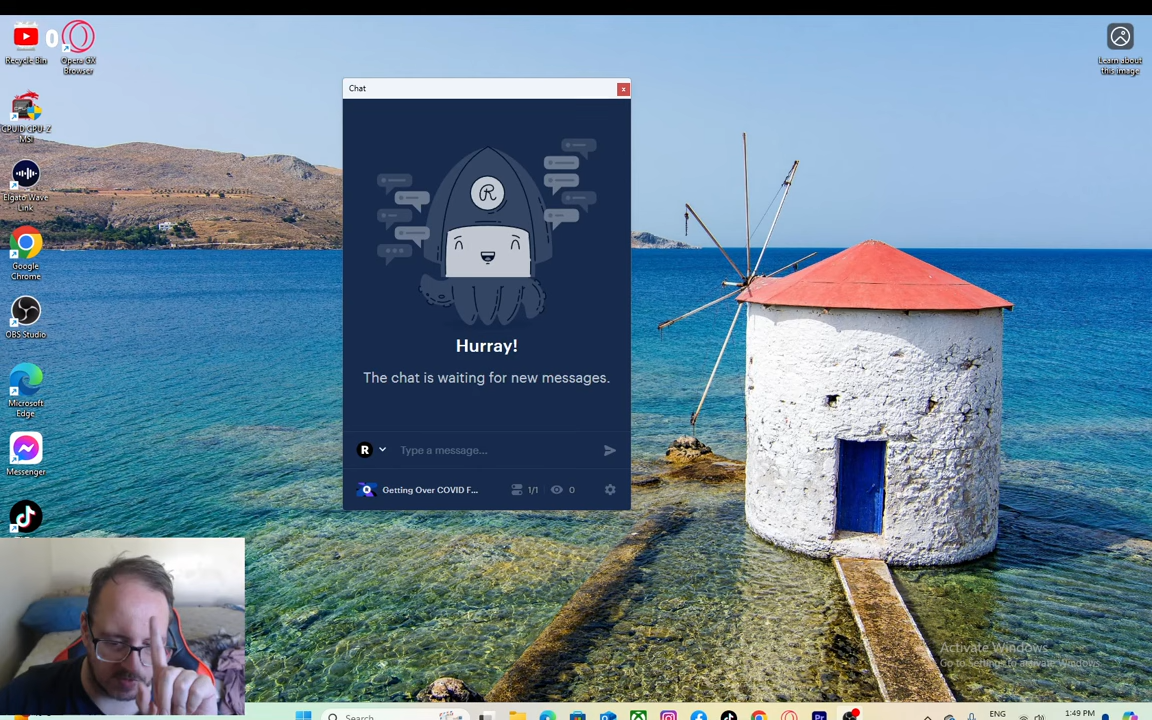 Recycle Bin
0
Opera GX
Browser
CPUID CPU-Z
MSI
Elgato Wave
Link
Google
Chrome
OBS Studio
Microsoft
Edge
Messenger
Learn about
this image
Chat
x
R
Hurray!
The chat is waiting for new messages.
R
Type a message...
Getting Over COVID F...
1/1
0
Activate Windows
Go to Settings to activate Windows.
Search
Pr
ENG
1:49 PM